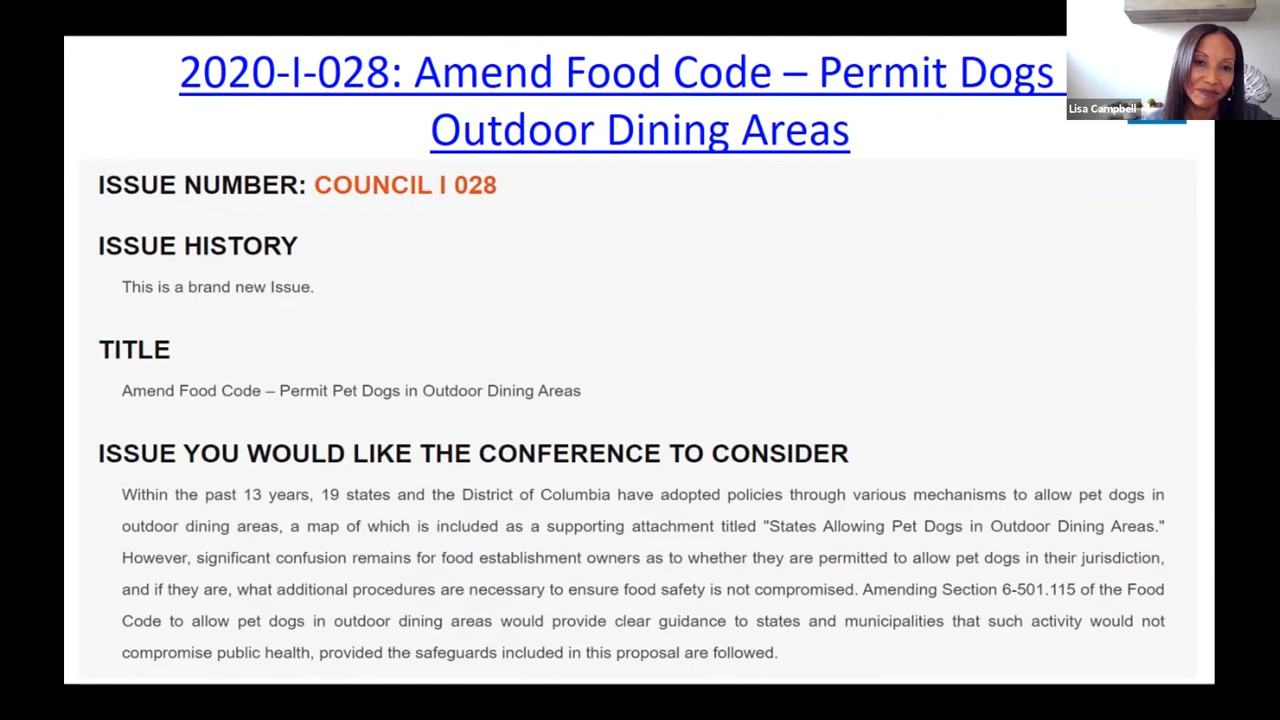 2020-I-028: Amend Food Code – Permit Dogs
Outdoor Dining Areas
Lisa Campbell
ISSUE NUMBER: COUNCIL I 028
ISSUE HISTORY
This is a brand new Issue.
TITLE
Amend Food Code – Permit Pet Dogs in Outdoor Dining Areas
ISSUE YOU WOULD LIKE THE CONFERENCE TO CONSIDER
Within the past 13 years, 19 states and the District of Columbia have adopted policies through various mechanisms to allow pet dogs in
outdoor dining areas, a map of which is included as a supporting attachment titled "States Allowing Pet Dogs in Outdoor Dining Areas."
However, significant confusion remains for food establishment owners as to whether they are permitted to allow pet dogs in their jurisdiction,
and if they are, what additional procedures are necessary to ensure food safety is not compromised. Amending Section 6-501.115 of the Food
Code to allow pet dogs in outdoor dining areas would provide clear guidance to states and municipalities that such activity would not
compromise public health, provided the safeguards included in this proposal are followed.